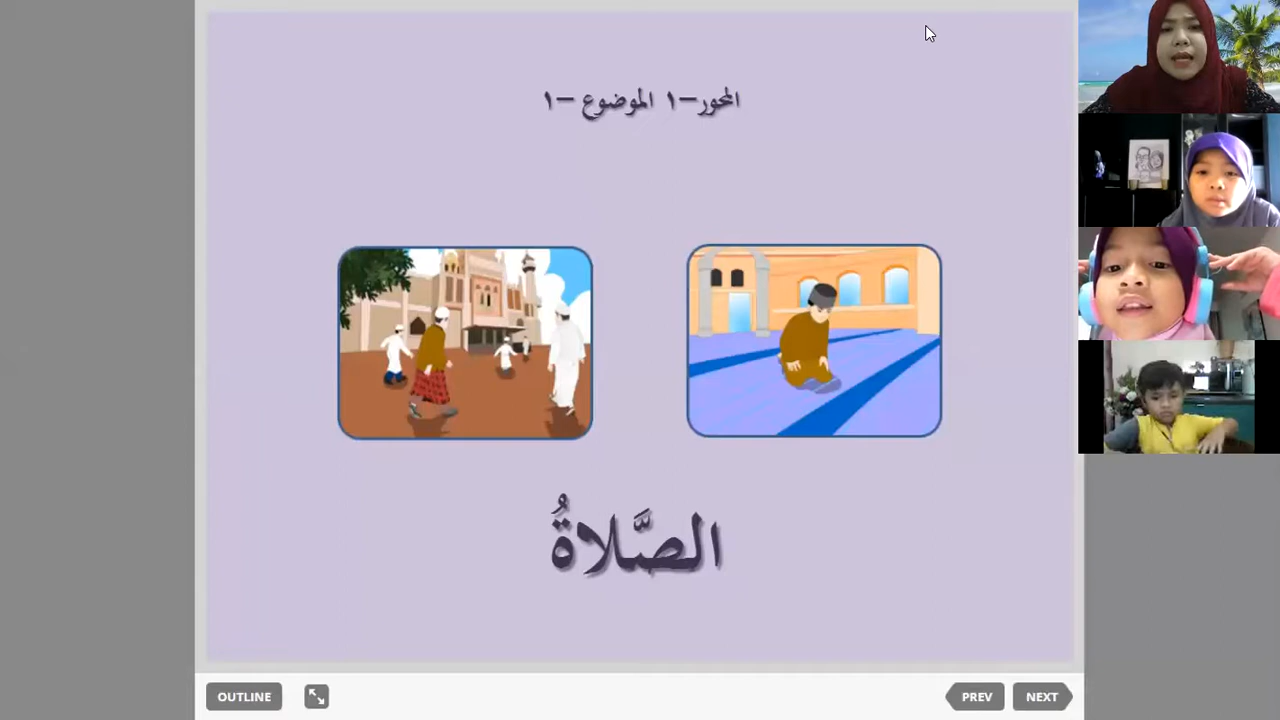 المحور-١ الموضوع -١
الصَّلاةُ
OUTLINE
PREV
NEXT